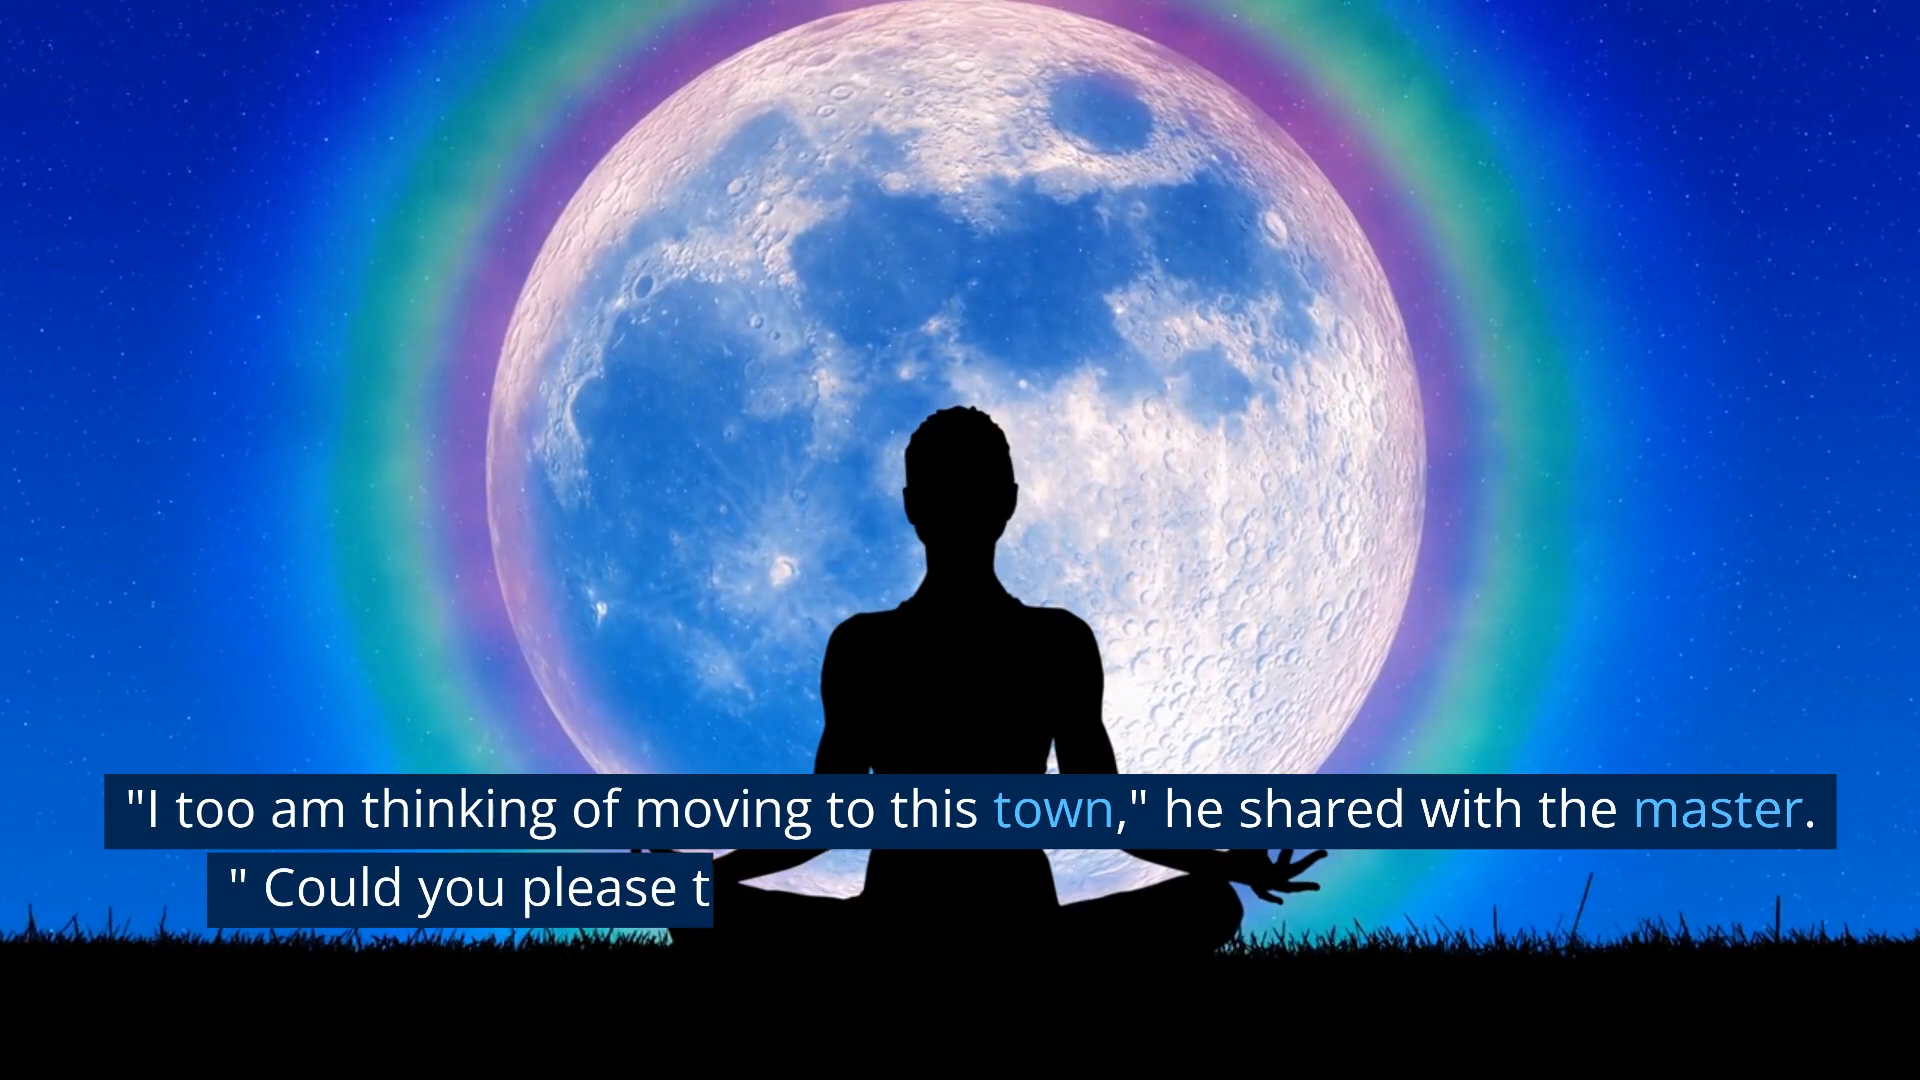 "I too am thinking of moving to this town," he shared with the master.
" Could you please t